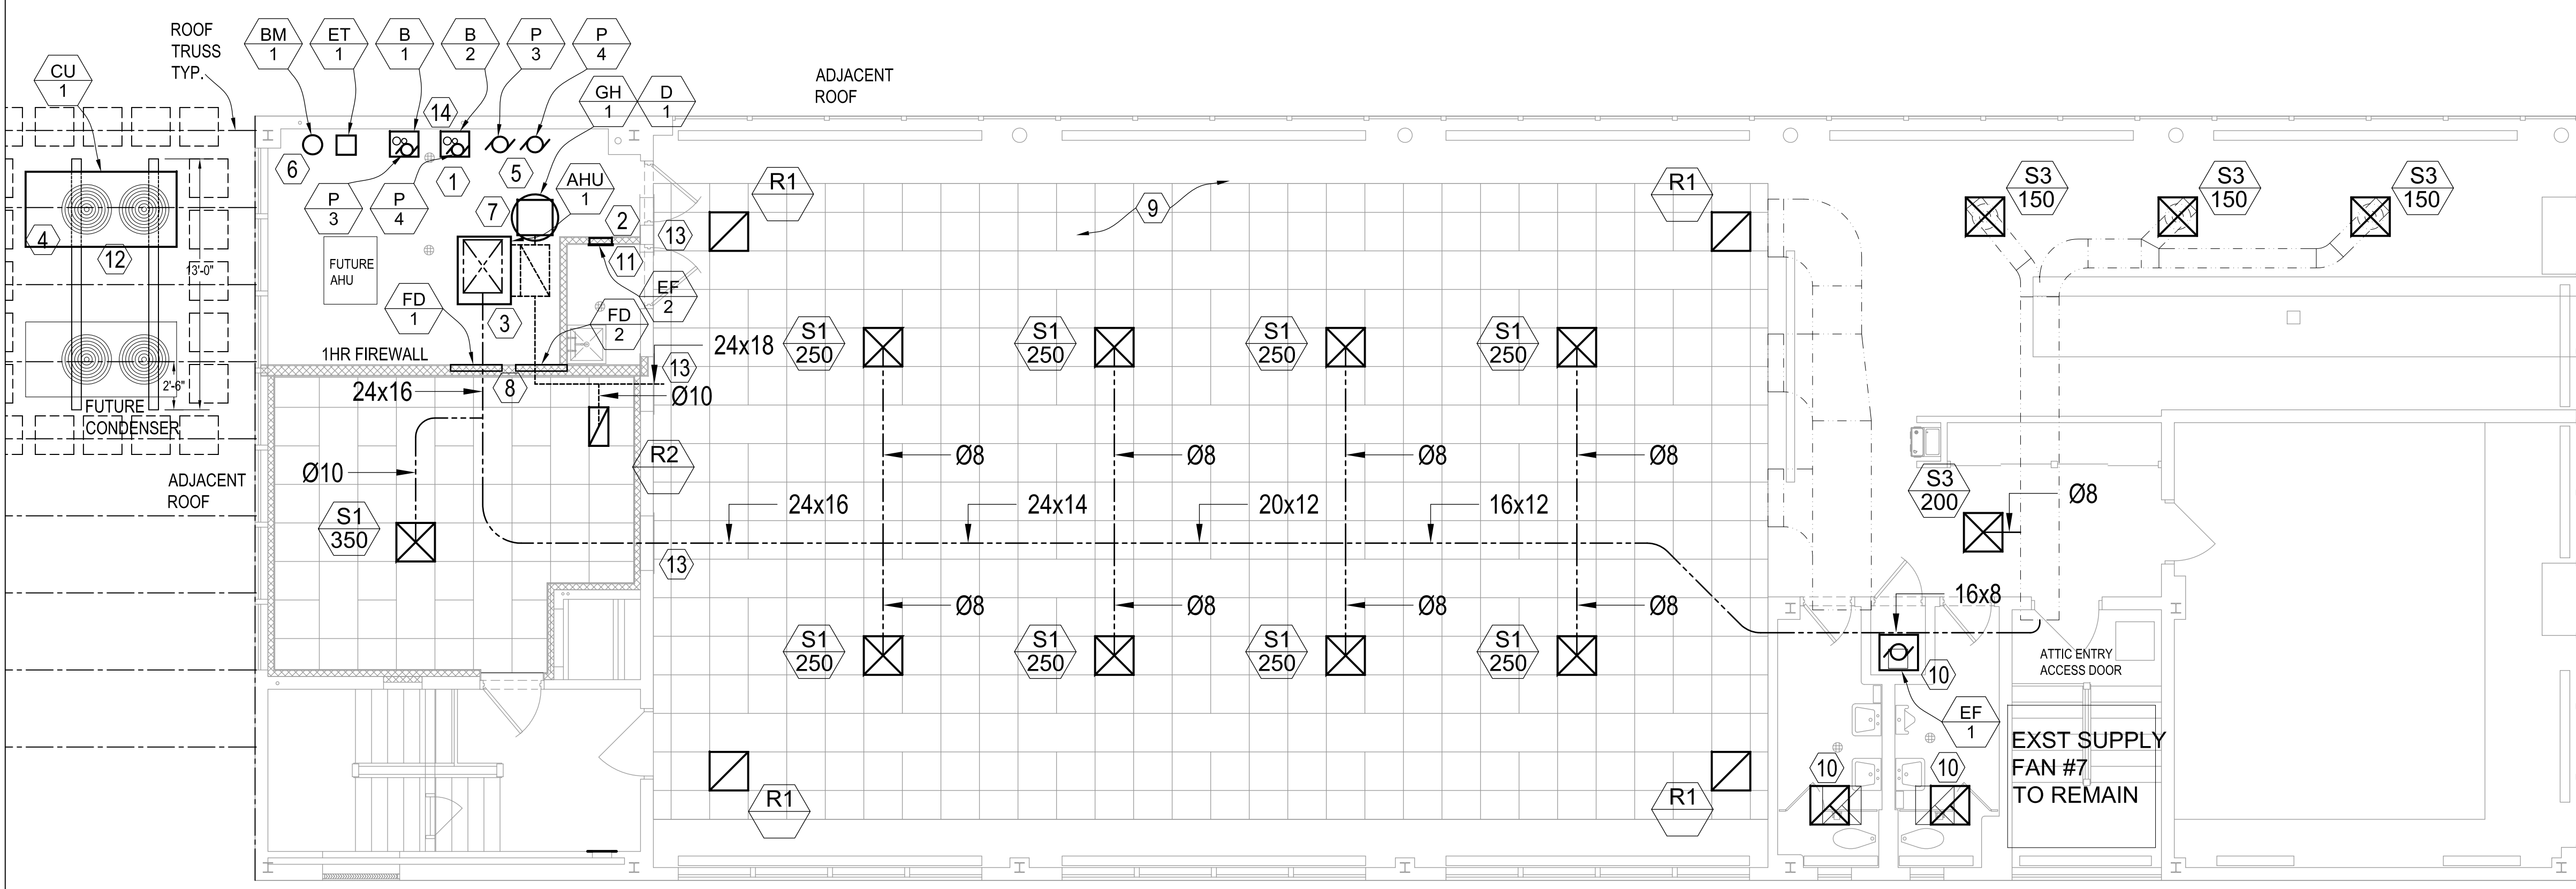 ROOF
TRUSS
TYP.
BM
1
ET
1
B
1
B
2
P
3
P
4
CU
1
GH
1
D
1
ADJACENT
ROOF
14
6
1
5
P
3
P
4
7
AHU
1
2
13
11
4
12
13'-0"
FUTURE
AHU
FD
1
3
EF
2
FD
2
1HR FIREWALL
8
24x18
13
Ø10
24x16
2'-6"
FUTURE
CONDENSER
ADJACENT
ROOF
Ø10
S1
350
R2
13
R1
R1
9
S1
250
S1
250
S1
250
S1
250
Ø8
Ø8
Ø8
Ø8
24x16
24x14
20x12
16x12
Ø8
Ø8
Ø8
Ø8
S1
250
S1
250
S1
250
S1
250
R1
R1
S3
150
S3
150
S3
150
S3
200
Ø8
16x8
10
EF
1
ATTIC ENTRY
ACCESS DOOR
10
10
EXST SUPPLY
FAN #7
TO REMAIN